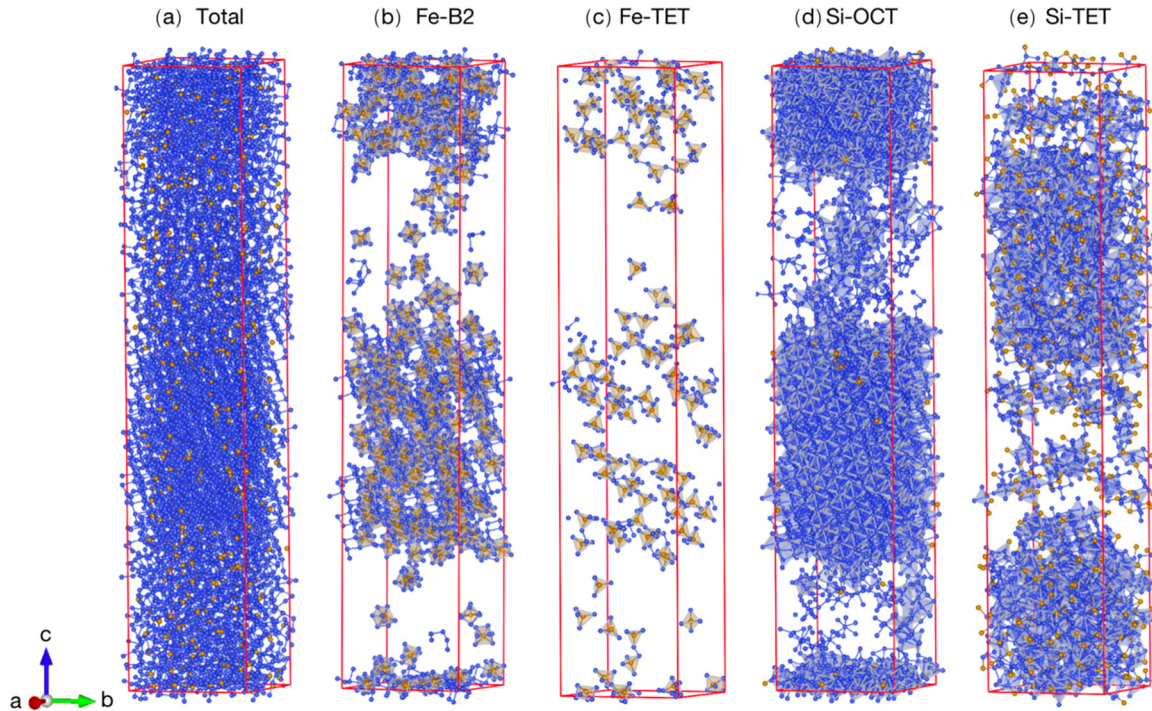 (a) Total
(b) Fe-B2
(c) Fe-TET
(d) Si-OCT
(e) Si-TET
c
a
b